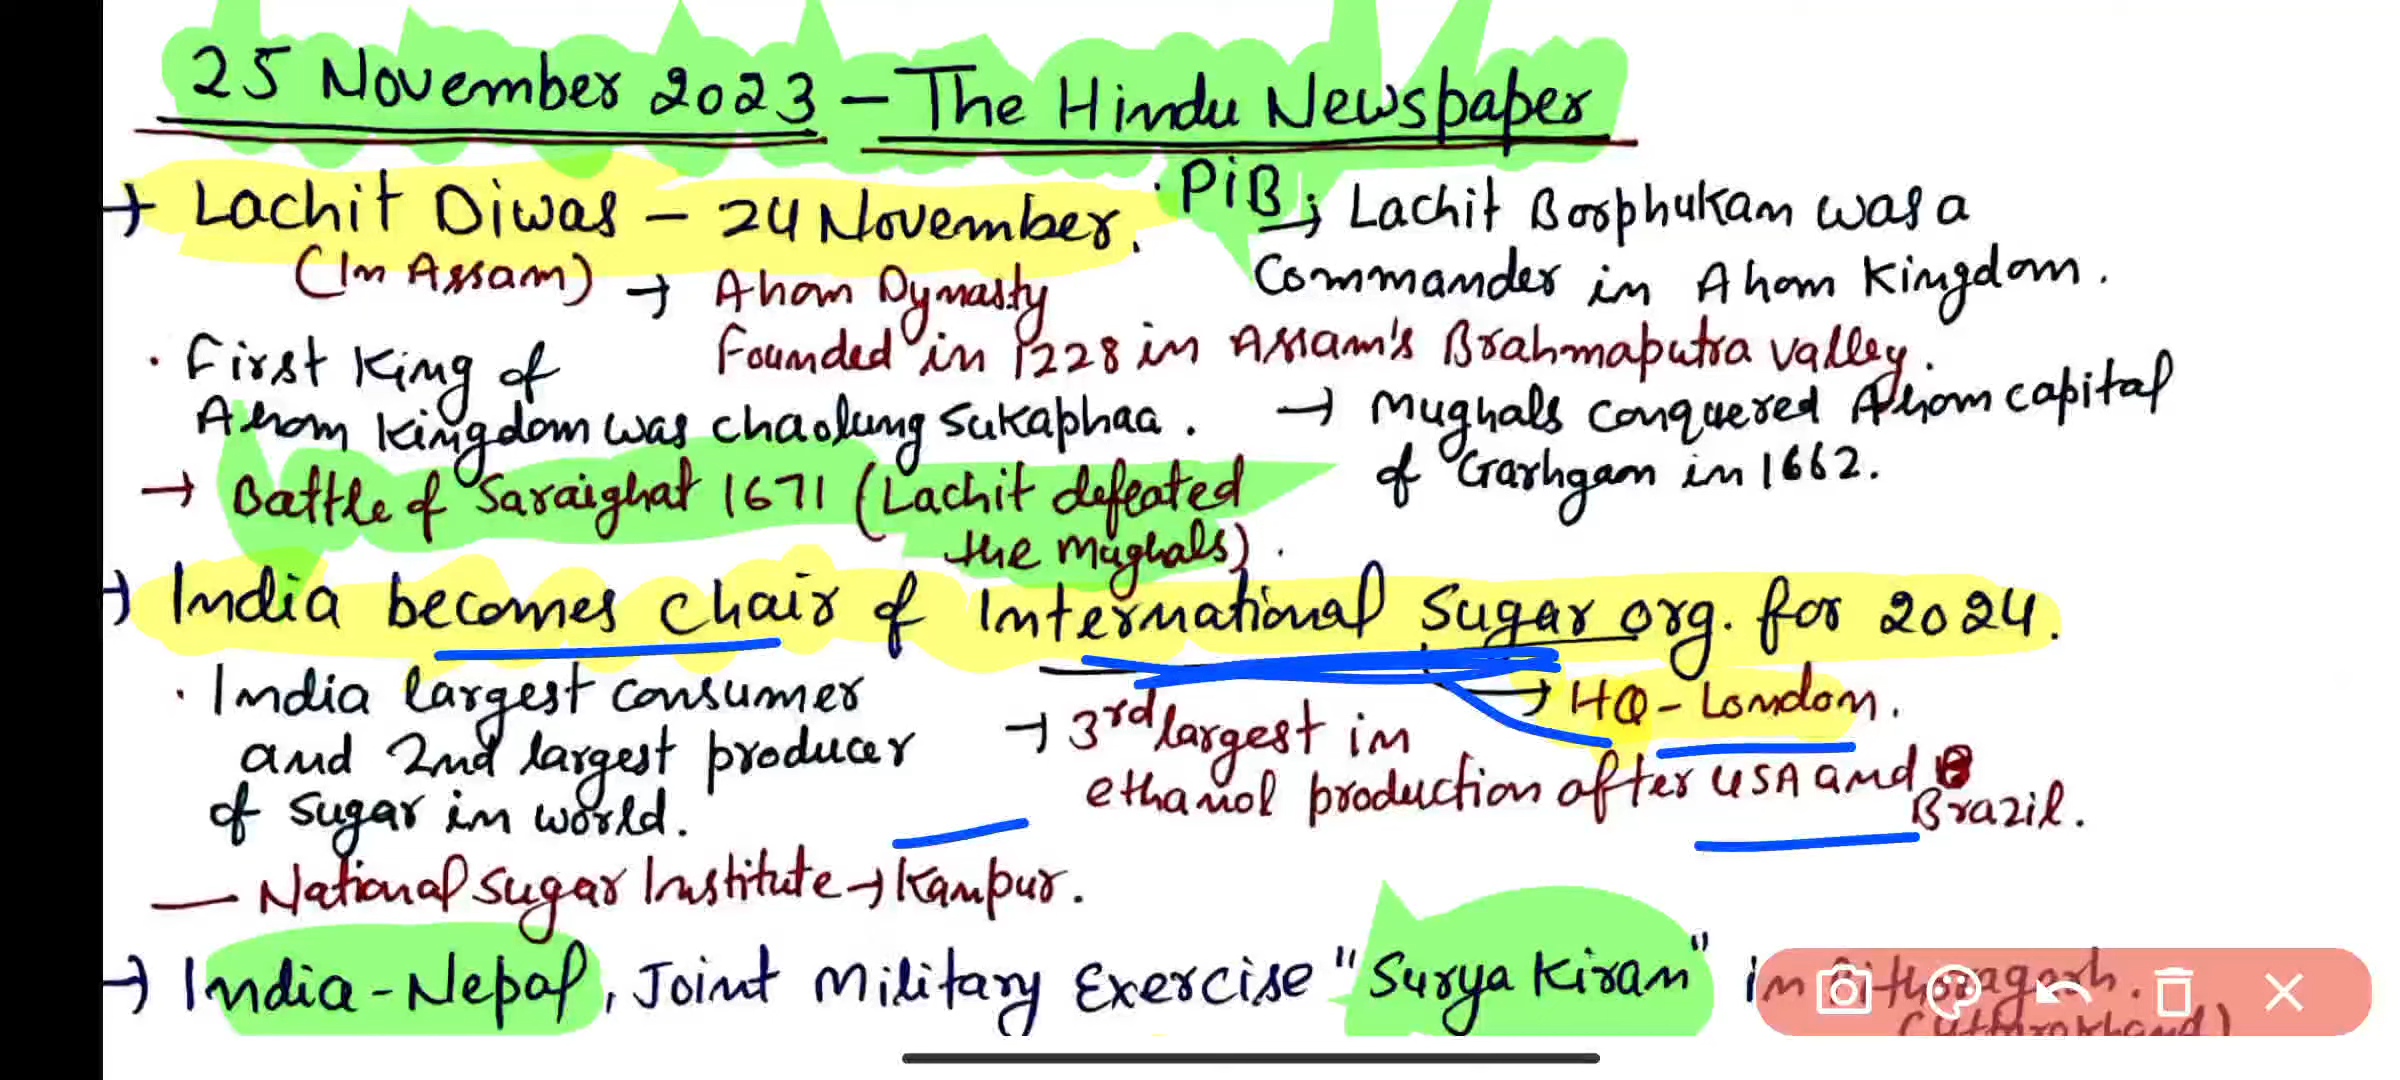 25 November 2023 – The Hindu Newspaper
→ Lachit Diwas – 24 November.
(In Assam)
· PiB → Lachit Borphukan was a
Commander in Ahom Kingdom.
→ Ahom Dynasty
Founded in 1228 in Assam's Brahmaputra valley.
· First King of
Ahom Kingdom was chaolung sukaphaa.
→ Mughals conquered Ahom capital
of Garhgam in 1662.
→ Battle of Saraighat 1671 (Lachit defeated
the Mughals).
→ India becomes chair of International Sugar org. for 2024.
→ HQ – London.
· India largest consumer
and 2nd largest producer
of sugar in world.
→ 3rd largest in
ethanol production after USA and
Brazil.
— National Sugar Institute → Kanpur.
→ India – Nepal, Joint Military Exercise "Surya Kiran" in Pithoragarh.
(Uttarakhand)